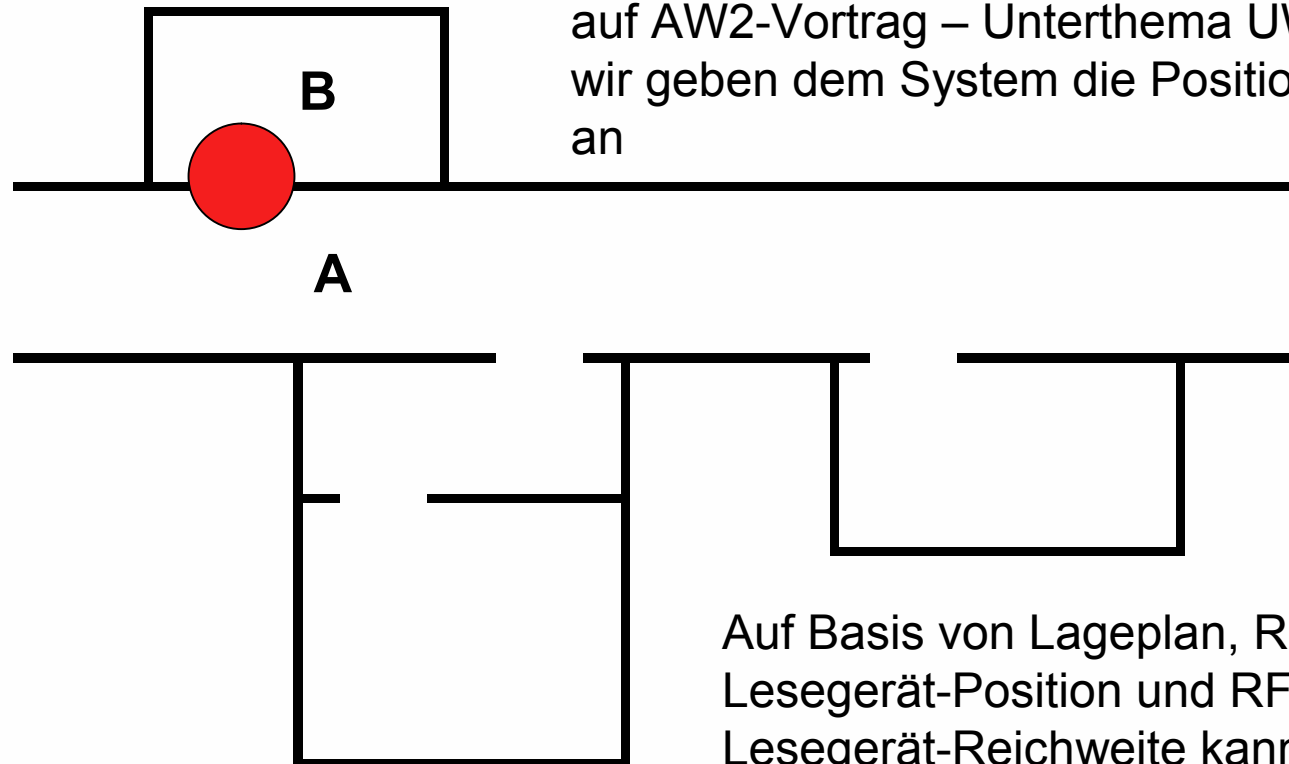 auf AW2-Vortrag – Unterthema
wir geben dem System die
an
B
A
Auf Basis von Lageplan,
Lesegerät-Position und
Lesegerät-Reichweite kann